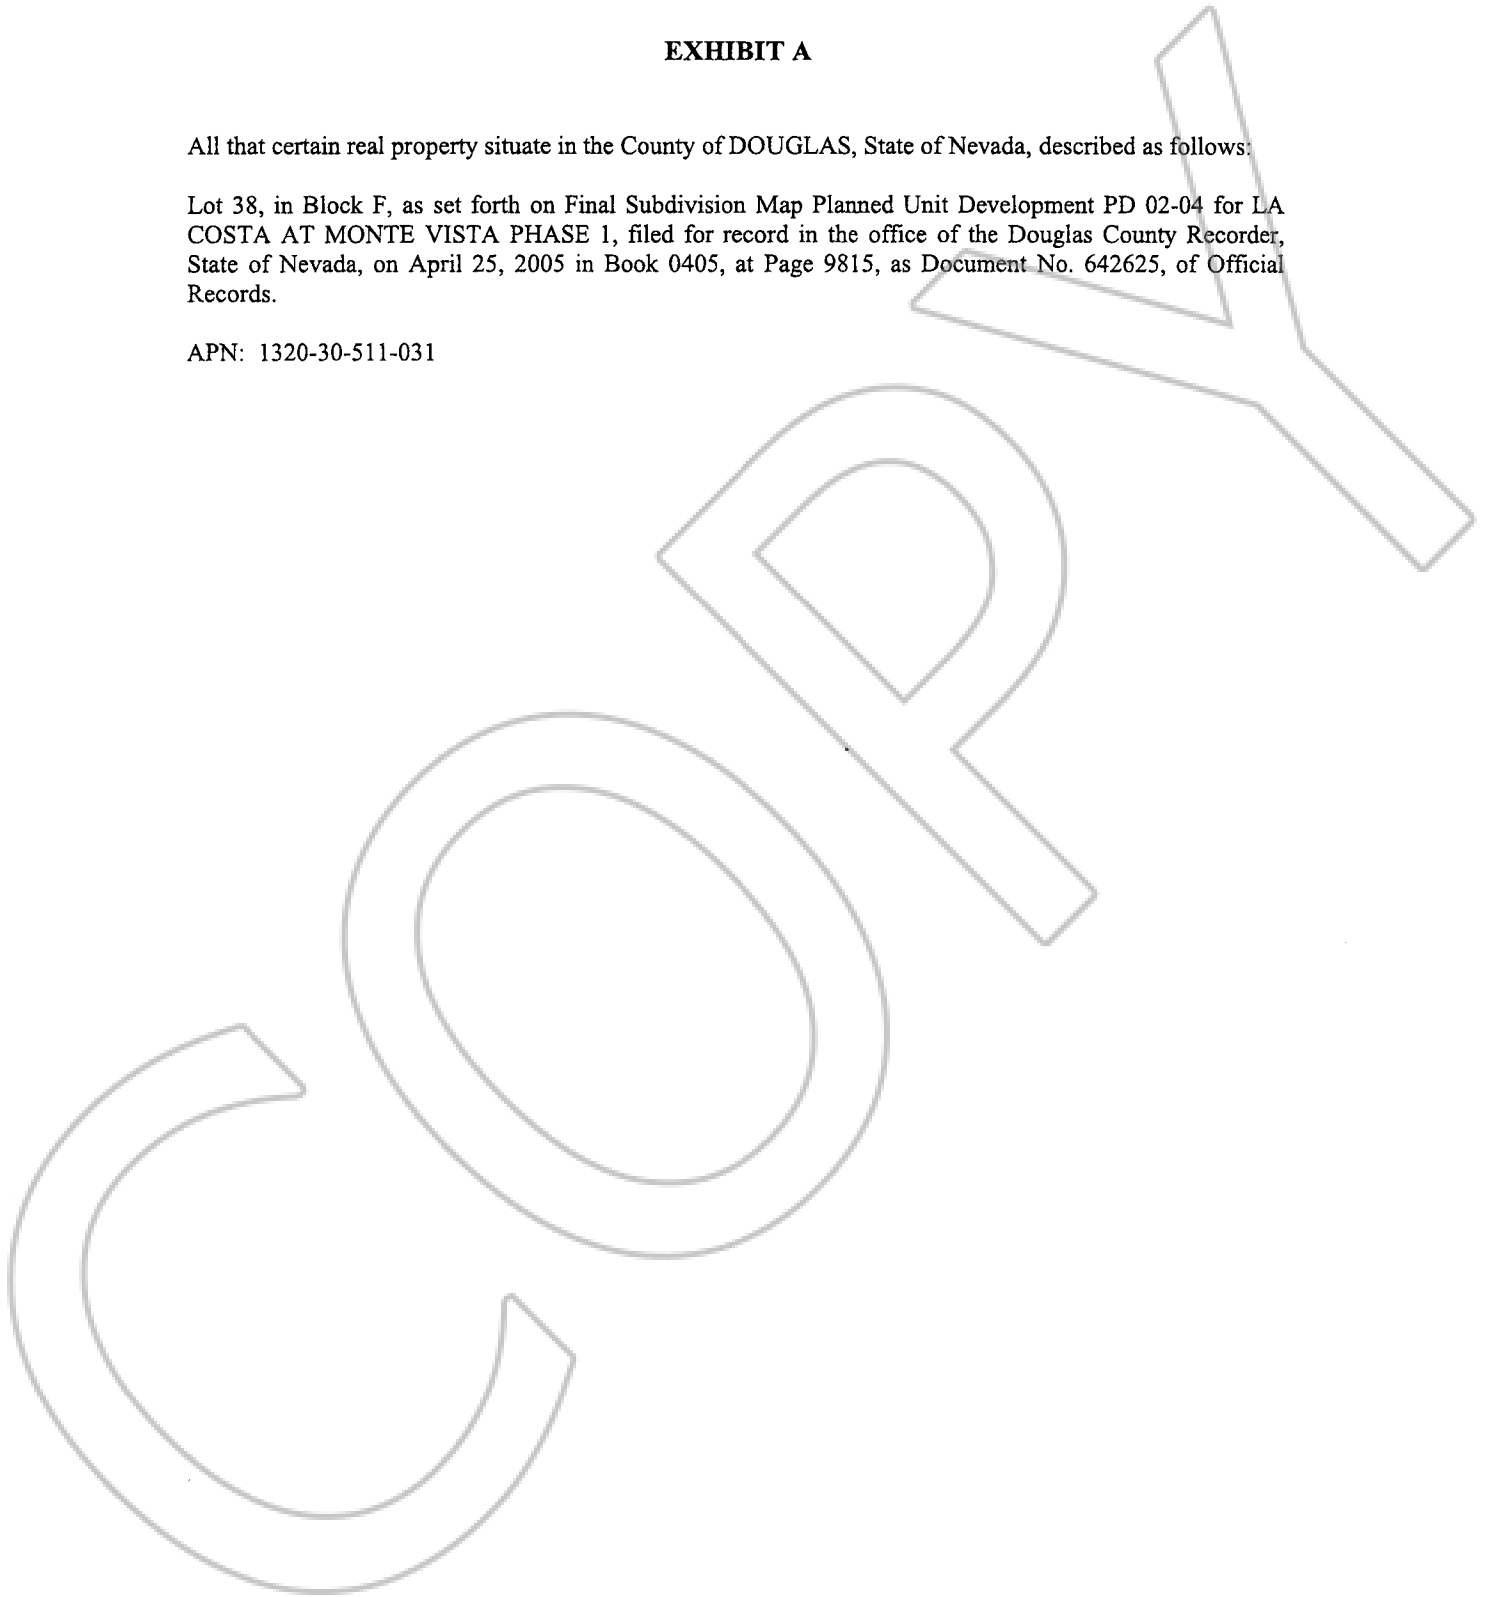 EXHIBIT A
All that certain real property situate in the County of DOUGLAS, State of Nevada, described as follows:
Lot 38, in Block F, as set forth on Final Subdivision Map Planned Unit Development PD 02-04 for LA
COSTA AT MONTE VISTA PHASE 1, filed for record in the office of the Douglas County Recorder,
State of Nevada, on April 25, 2005 in Book 0405, at Page 9815, as Document No. 642625, of Official
Records.
APN: 1320-30-511-031
COPY